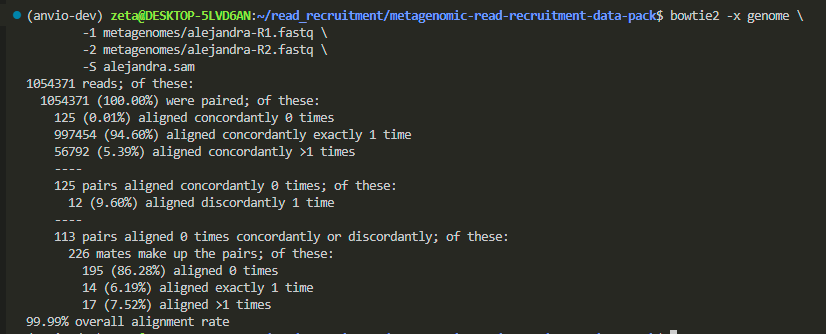 (anvio-dev) zeta@DESKTOP-5LVD6AN:~/read_recruitment/metagenomic-read-recruitment-data-pack$ bowtie2 -x genome \
-1 metagenomes/alejandra-R1.fastq \
-2 metagenomes/alejandra-R2.fastq \
-S alejandra.sam
1054371 reads; of these:
1054371 (100.00%) were paired; of these:
125 (0.01%) aligned concordantly 0 times
997454 (94.60%) aligned concordantly exactly 1 time
56792 (5.39%) aligned concordantly >1 times
----
125 pairs aligned concordantly 0 times; of these:
12 (9.60%) aligned discordantly 1 time
----
113 pairs aligned 0 times concordantly or discordantly; of these:
226 mates make up the pairs; of these:
195 (86.28%) aligned 0 times
14 (6.19%) aligned exactly 1 time
17 (7.52%) aligned >1 times
99.99% overall alignment rate